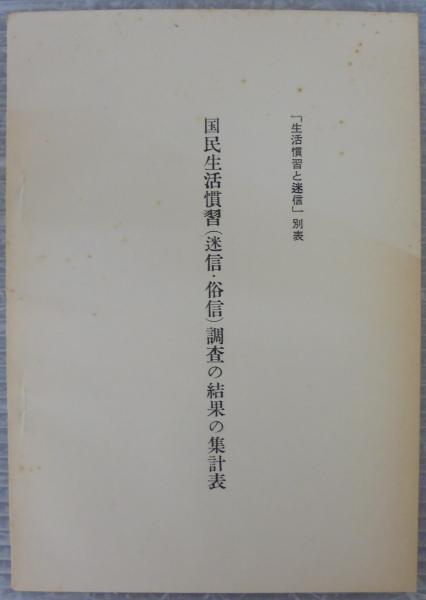 「生活慣習と迷信」別表
国民生活慣習(迷信・俗信)調査の結果の集計表